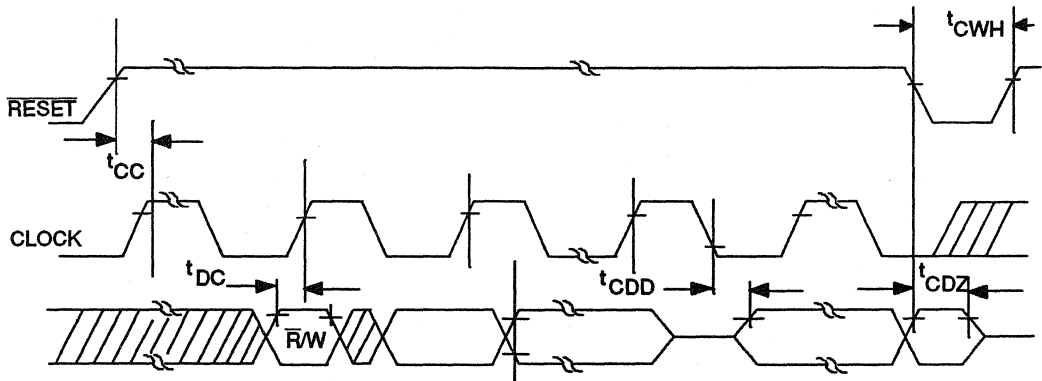 tCWH
RESET
tCC
CLOCK
tDC
tCDD
tCDZ
R̅/W